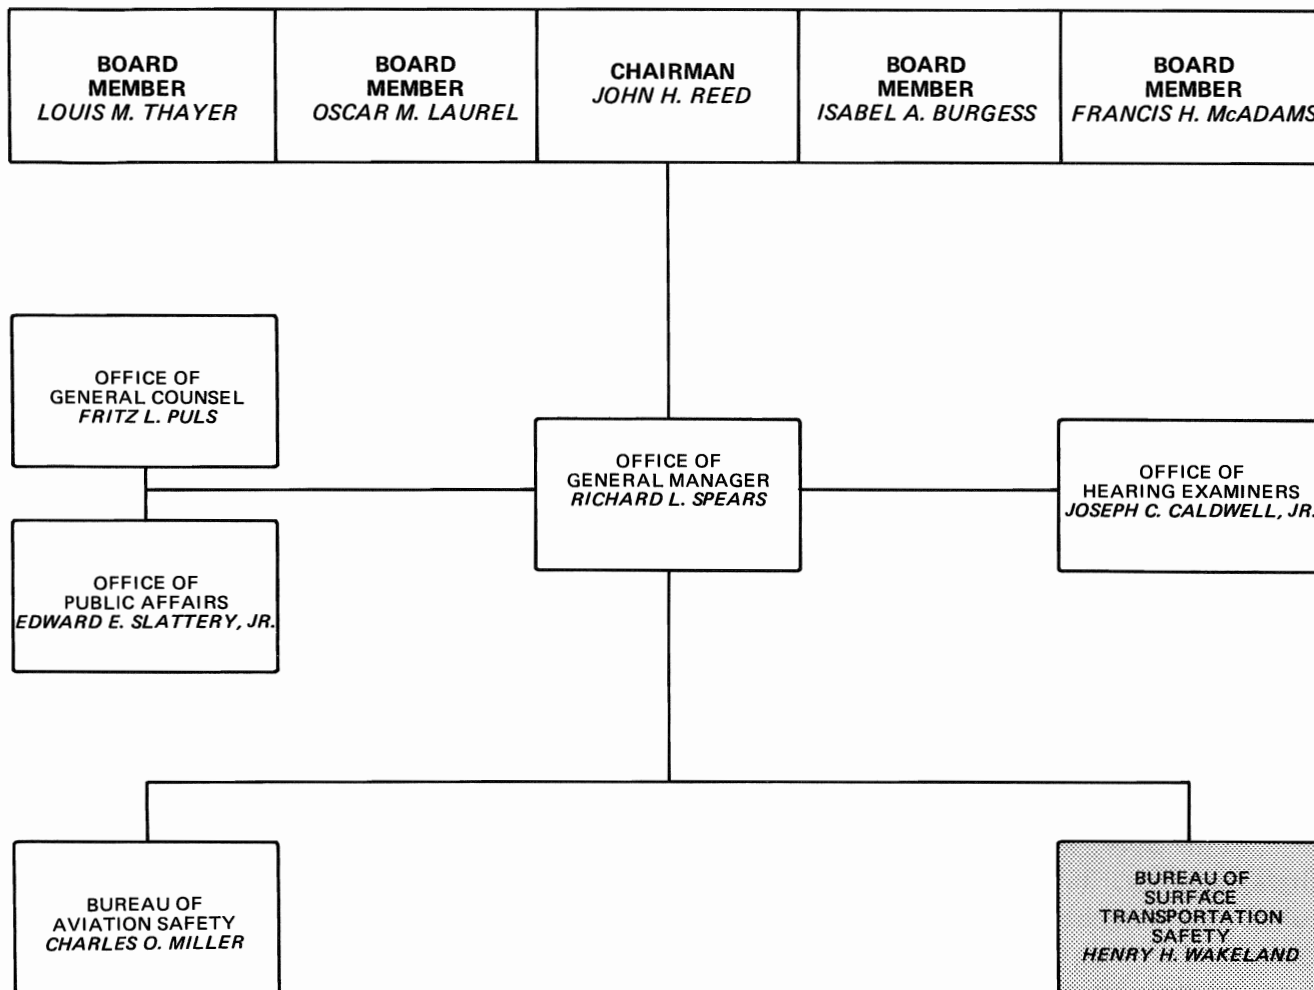 BOARD
MEMBER
LOUIS M. THAYER
BOARD
MEMBER
OSCAR M. LAUREL
CHAIRMAN
JOHN H. REED
BOARD
MEMBER
ISABEL A. BURGESS
BOARD
MEMBER
FRANCIS H. McADAMS
OFFICE OF
GENERAL COUNSEL
FRITZ L. PULS
OFFICE OF
GENERAL MANAGER
RICHARD L. SPEARS
OFFICE OF
HEARING EXAMINERS
JOSEPH C. CALDWELL, JR.
OFFICE OF
PUBLIC AFFAIRS
EDWARD E. SLATTERY, JR.
BUREAU OF
AVIATION SAFETY
CHARLES O. MILLER
BUREAU OF
SURFACE
TRANSPORTATION
SAFETY
HENRY H. WAKELAND